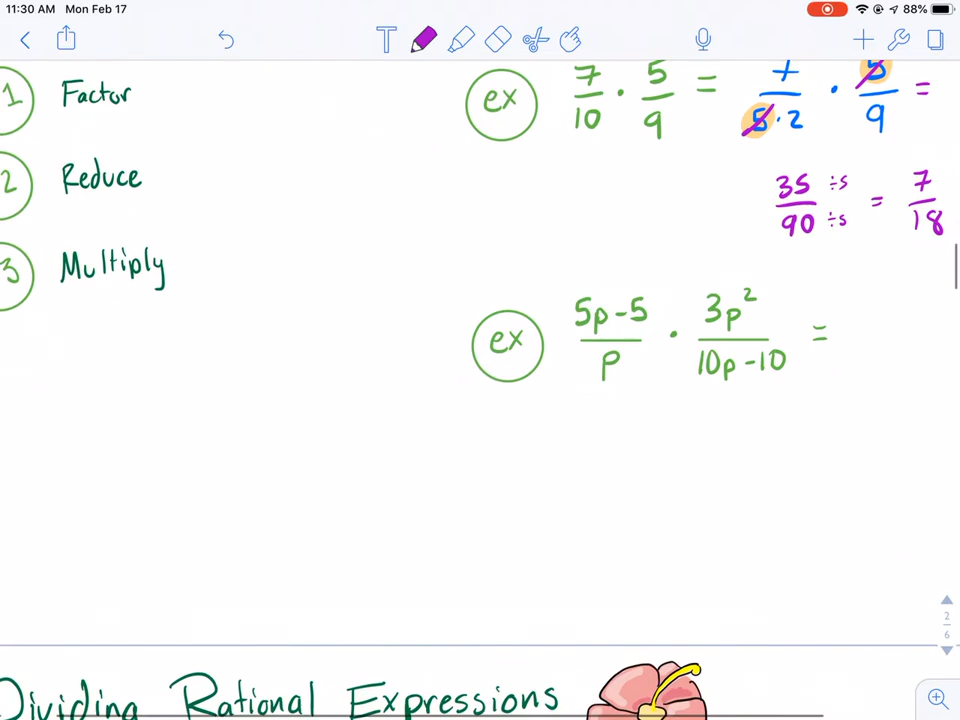 11:30 AM Mon Feb 17
88%
T
1 Factor
2 Reduce
3 Multiply
ex 7/10 · 5/9 = 7/(5·2) · 5/9 =
35/90 ÷5/÷5 = 7/18
ex (5p-5)/p · 3p²/(10p-10) =
2/6
Dividing Rational Expressions